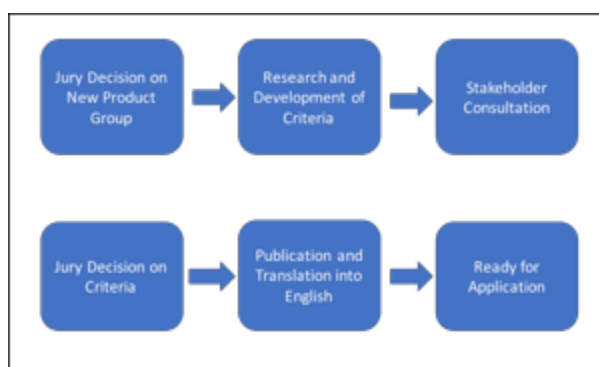 Jury Decision on
New Product
Group
Research and
Development of
Criteria
Stakeholder
Consultation
Jury Decision on
Criteria
Publication and
Translation into
English
Ready for
Application